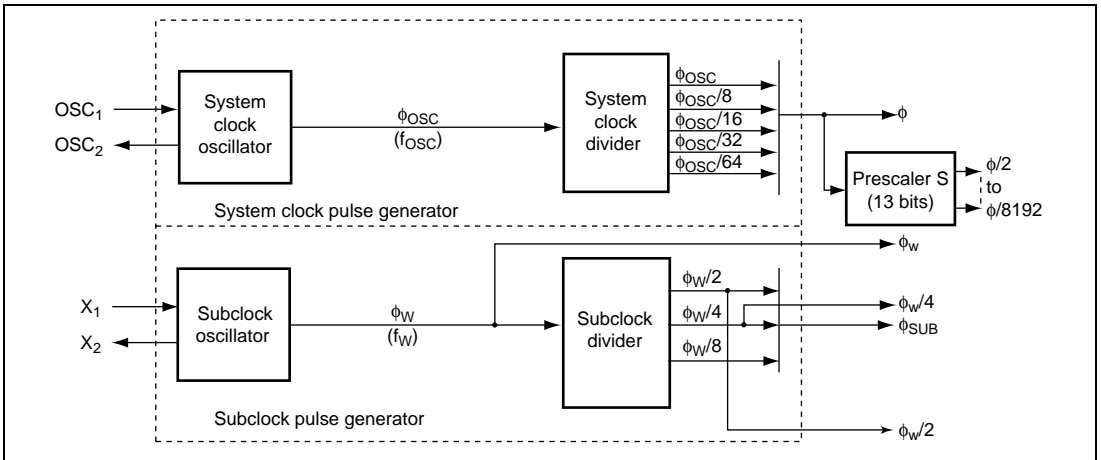 OSC1
OSC2
System
clock
oscillator
ϕOSC
(fOSC)
System
clock
divider
ϕOSC
ϕOSC/8
ϕOSC/16
ϕOSC/32
ϕOSC/64
ϕ
Prescaler S
(13 bits)
ϕ/2
to
ϕ/8192
System clock pulse generator
X1
X2
Subclock
oscillator
ϕW
(fW)
Subclock
divider
ϕW/2
ϕW/4
ϕW/8
ϕw
ϕw/4
ϕSUB
ϕw/2
Subclock pulse generator